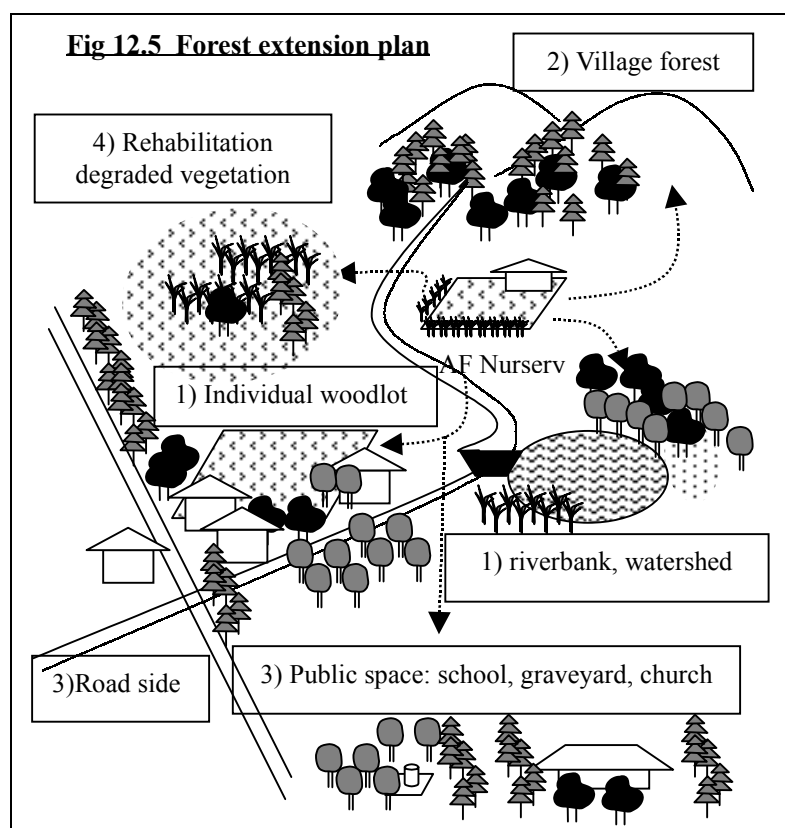 Fig 12.5 Forest extension plan
2) Village forest
4) Rehabilitation
degraded vegetation
AF Nurserv
1) Individual woodlot
1) riverbank, watershed
3)Road side
3) Public space: school, graveyard, church